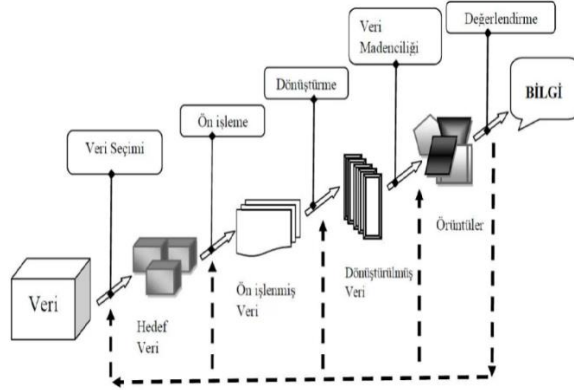 Değerlendirme
Veri
Madenciliği
Dönüştürme
Ön işleme
Veri Seçimi
BİLGİ
Örüntüler
Dönüştürülmüş
Veri
Ön işlenmiş
Veri
Hedef
Veri
Veri